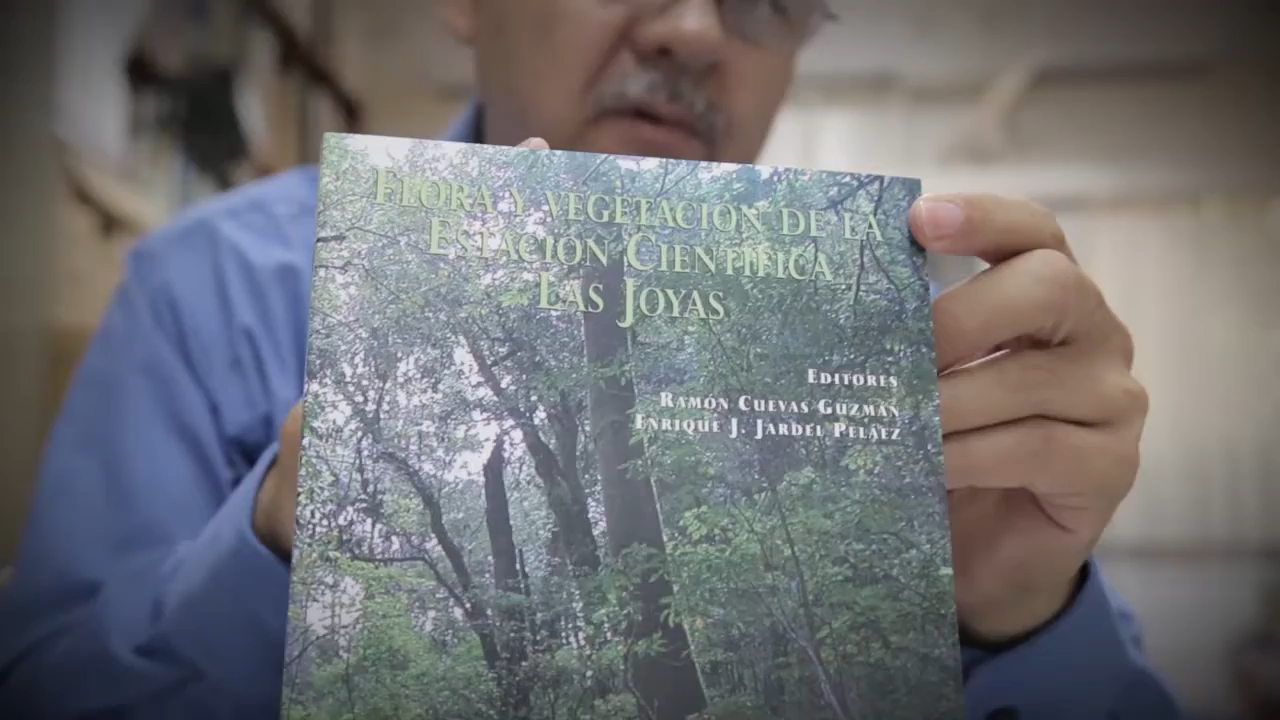 FLORA Y VEGETACIÓN DE LA
ESTACIÓN CIENTÍFICA
LAS JOYAS
EDITORES
RAMÓN CUEVAS GUZMÁN
ENRIQUE J. JARDEL PELÁEZ